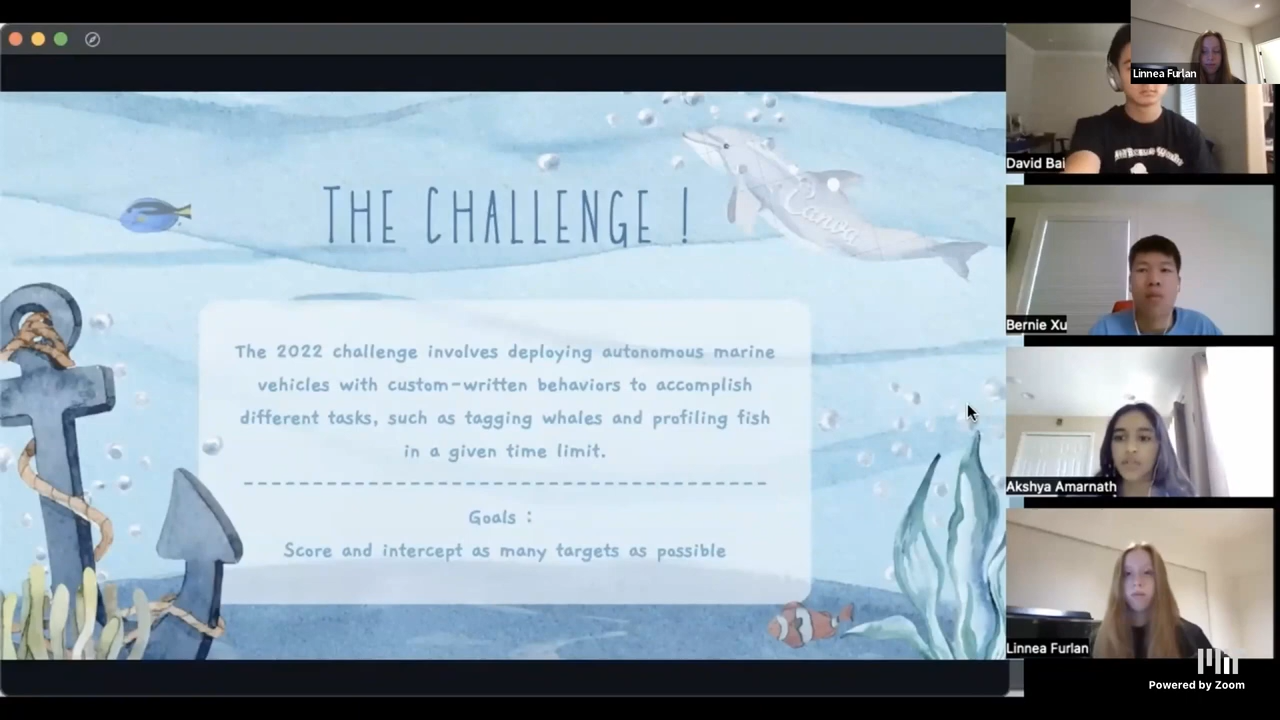 THE CHALLENGE !
Canva
The 2022 challenge involves deploying autonomous marine
vehicles with custom-written behaviors to accomplish
different tasks, such as tagging whales and profiling fish
in a given time limit.
Goals :
Score and intercept as many targets as possible
Linnea Furlan
David Bai
Bernie Xu
Akshya Amarnath
Linnea Furlan
Powered by Zoom